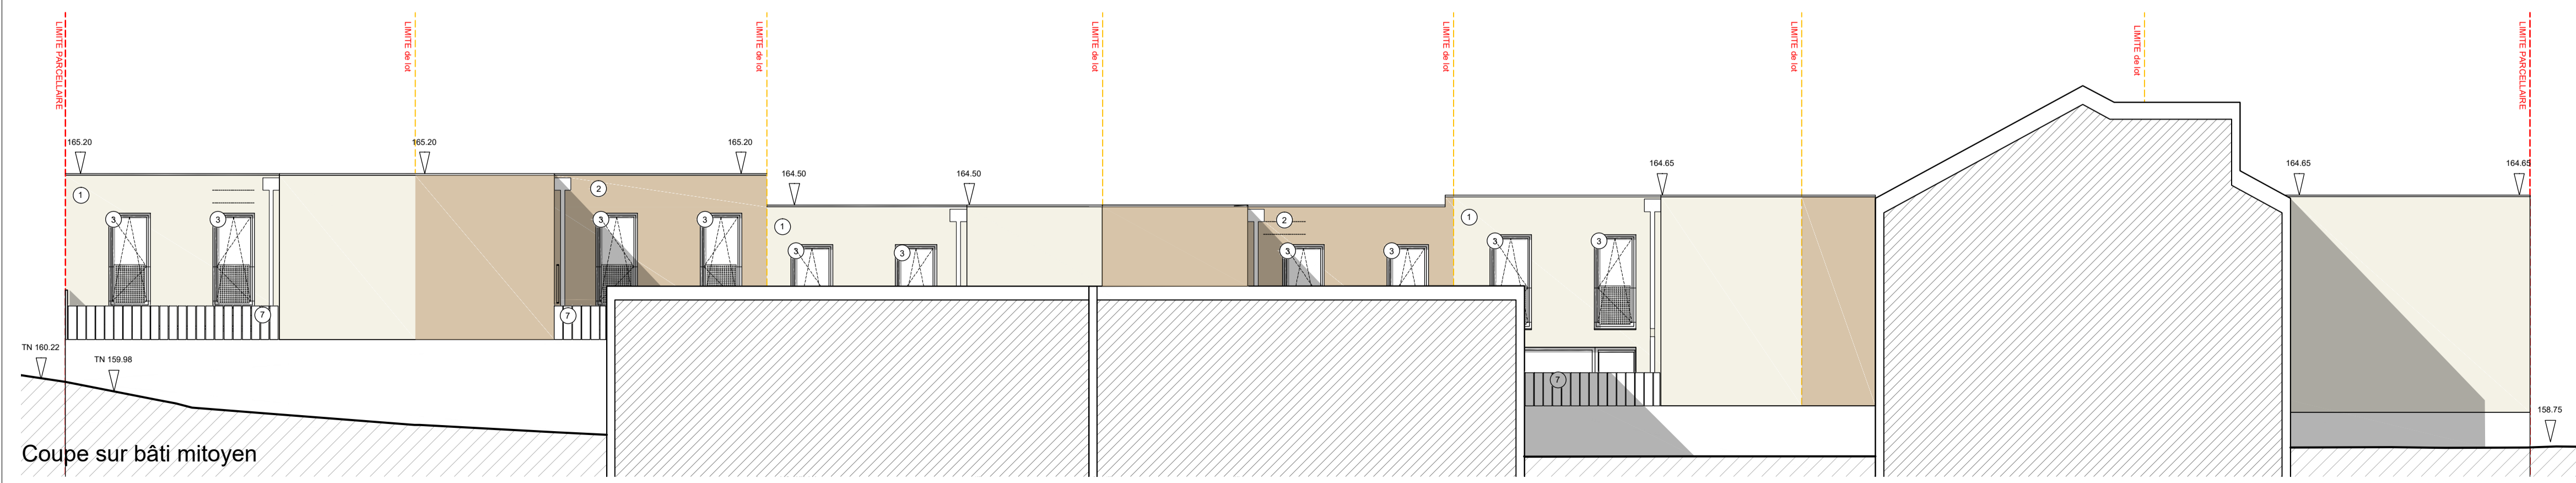 LIMITE PARCELLAIRE
LIMITE de lot
LIMITE de lot
LIMITE de lot
LIMITE de lot
LIMITE de lot
LIMITE de lot
LIMITE PARCELLAIRE
165.20
165.20
165.20
164.50
164.50
164.65
164.65
164.65
1
2
1
2
1
3
3
3
3
3
3
3
3
3
3
7
7
7
TN 160.22
TN 159.98
158.75
Coupe sur bâti mitoyen